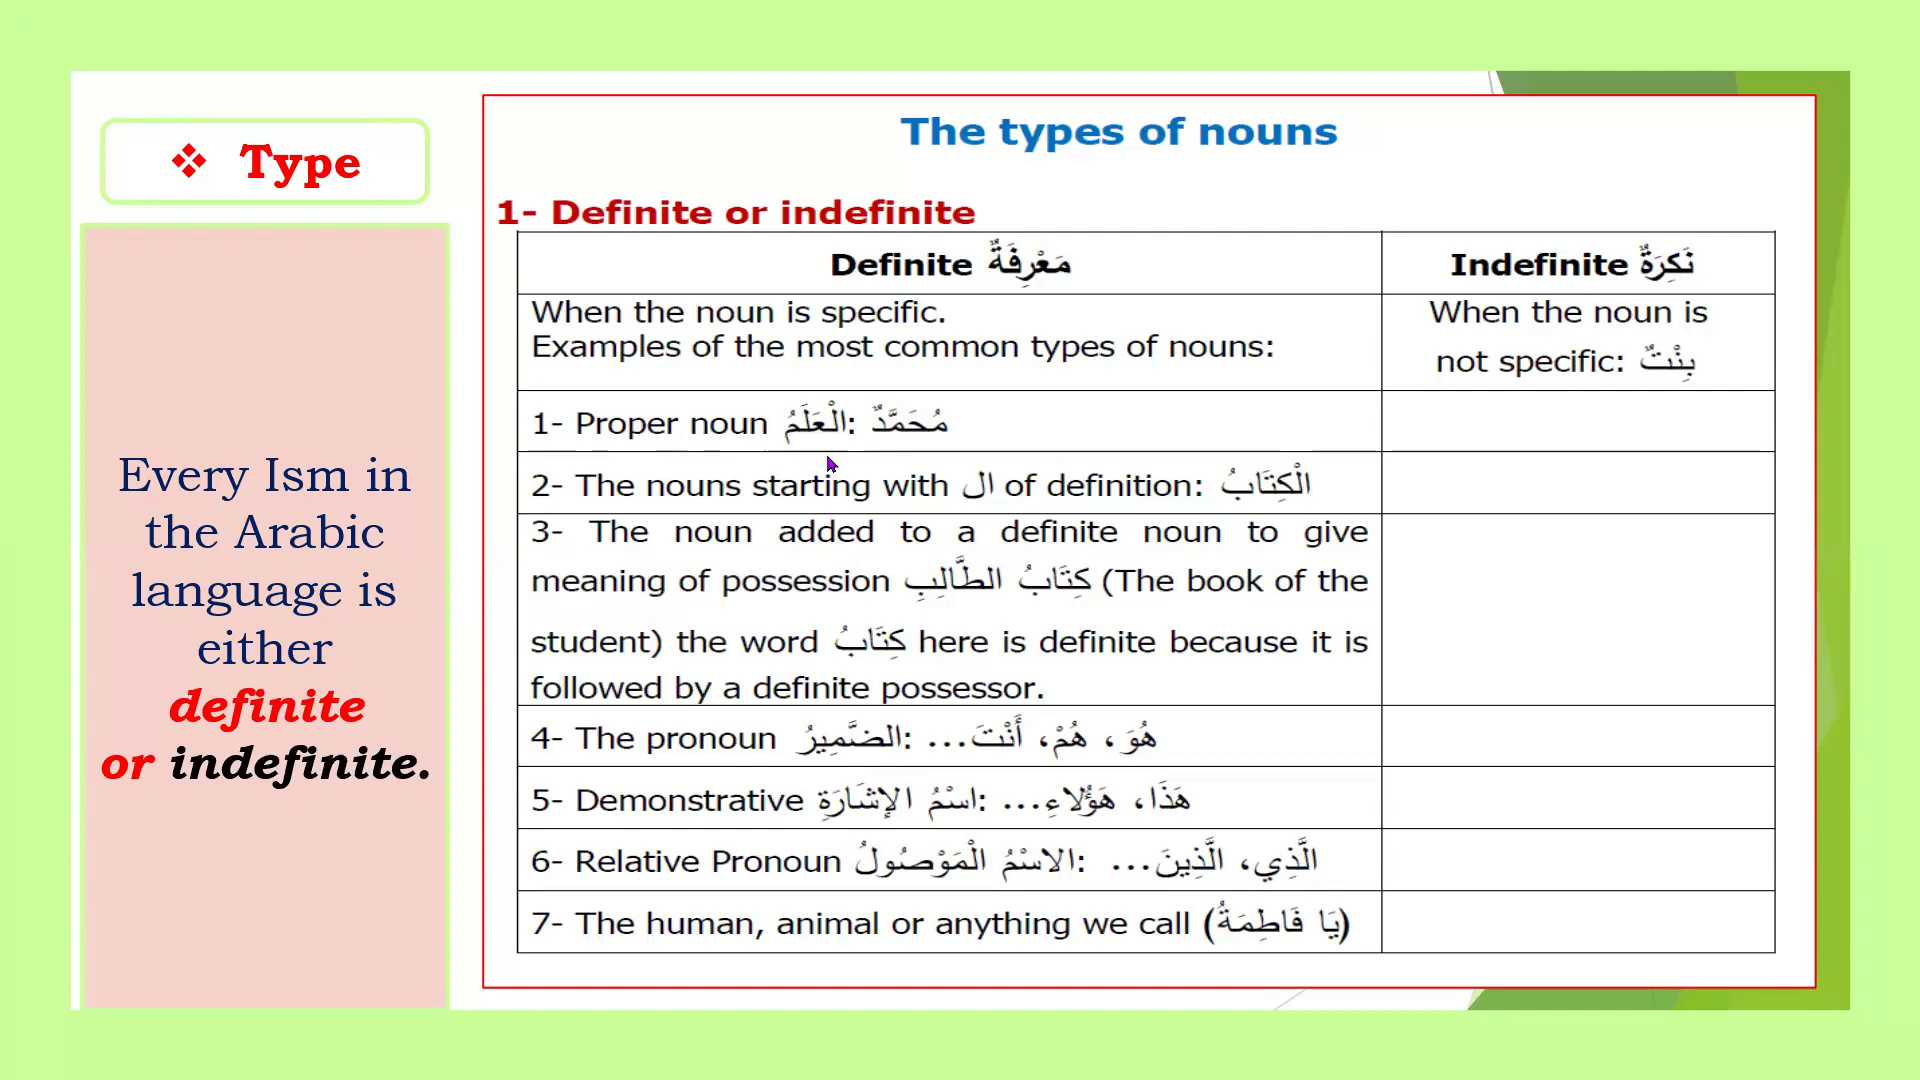 ❖ Type
Every Ism in
the Arabic
language is
either
definite
or indefinite.
The types of nouns
1- Definite or indefinite
Definite مَعْرِفَةٌ
Indefinite نَكِرَةٌ
When the noun is specific.
Examples of the most common types of nouns:
When the noun is
not specific: بِنْتٌ
1- Proper noun الْعَلَمُ: مُحَمَّدٌ
2- The nouns starting with ال of definition: الْكِتَابُ
3- The noun added to a definite noun to give
meaning of possession كِتَابُ الطَّالِبِ (The book of the
student) the word كِتَابُ here is definite because it is
followed by a definite possessor.
4- The pronoun الضَّمِيرُ: هُوَ، هُمْ، أَنْتَ...
5- Demonstrative اسْمُ الإِشَارَةِ: هَذَا، هَؤُلاءِ...
6- Relative Pronoun الاسْمُ الْمَوْصُولُ: الَّذِي، الَّذِينَ...
7- The human, animal or anything we call (يَا فَاطِمَةُ)